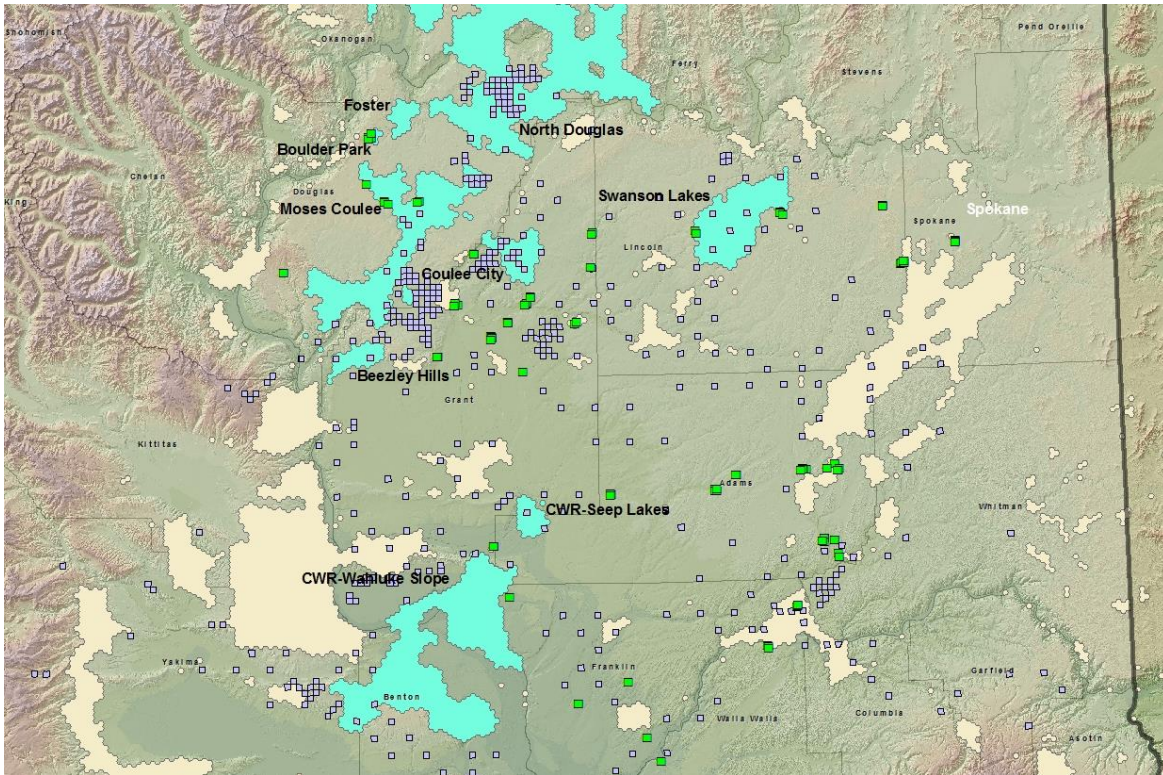 Snohomish
Okanogan
Pend Oreille
Ferry
Stevens
Foster
North Douglas
Boulder Park
Chelan
Douglas
King
Moses Coulee
Swanson Lakes
Spokane
Spokane
Lincoln
Coulee City
Beezley Hills
Grant
Kittitas
Adams
CWR-Seep Lakes
Whitman
CWR-Wahluke Slope
Yakima
Franklin
Garfield
Benton
Walla Walla
Columbia
Asotin